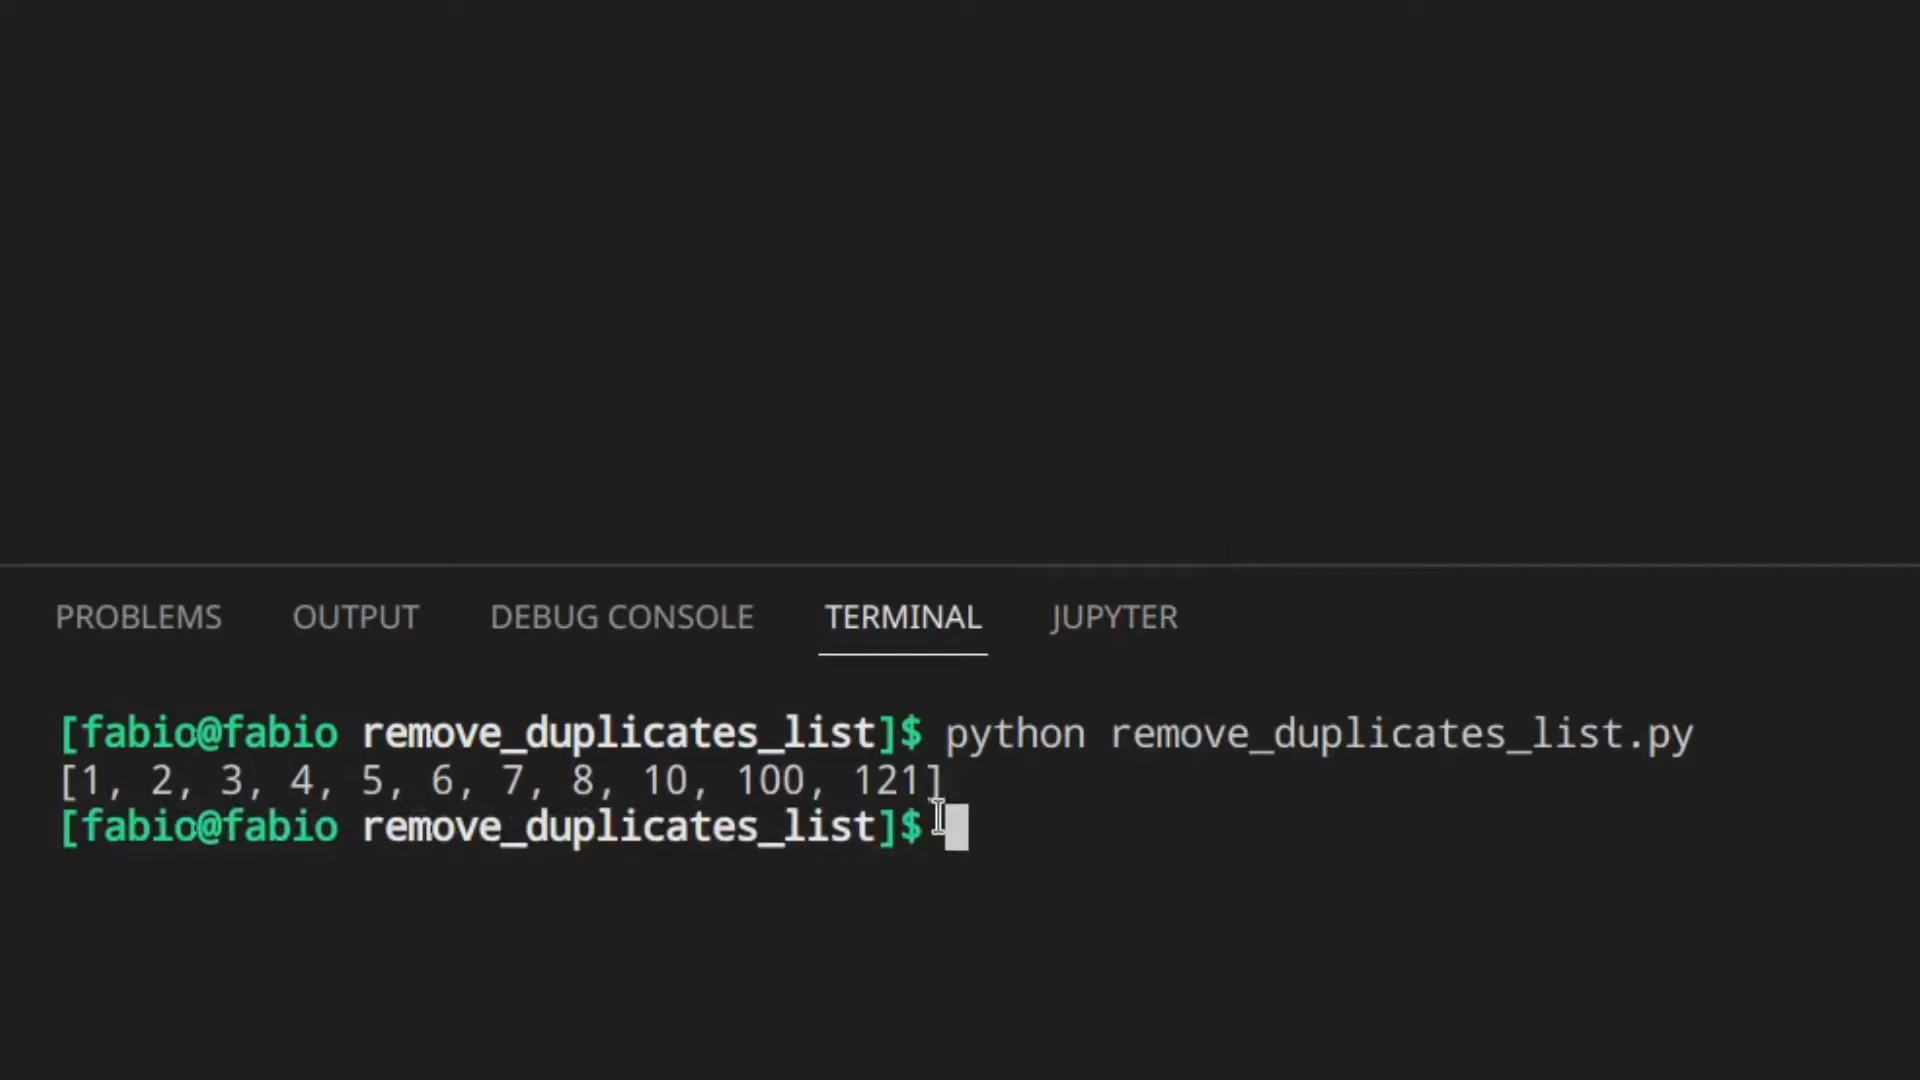 PROBLEMS OUTPUT DEBUG CONSOLE TERMINAL JUPYTER
[fabio@fabio remove_duplicates_list]$ python remove_duplicates_list.py
[1, 2, 3, 4, 5, 6, 7, 8, 10, 100, 121]
[fabio@fabio remove_duplicates_list]$